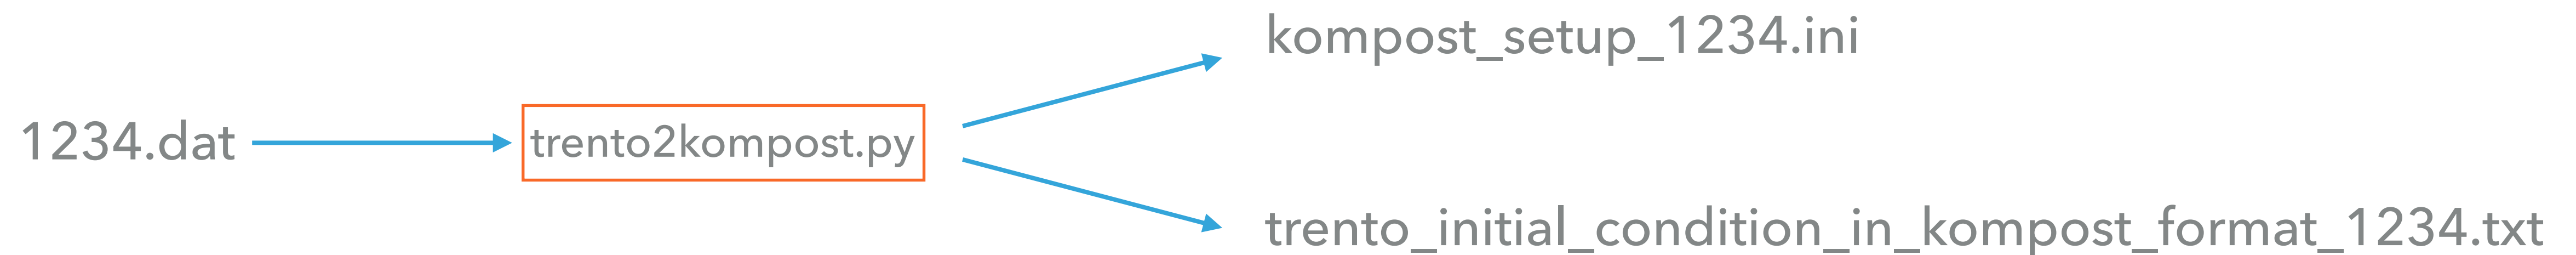 kompost_setup_1234.ini
1234.dat
trento2kompost.py
trento_initial_condition_in_kompost_format_1234.txt